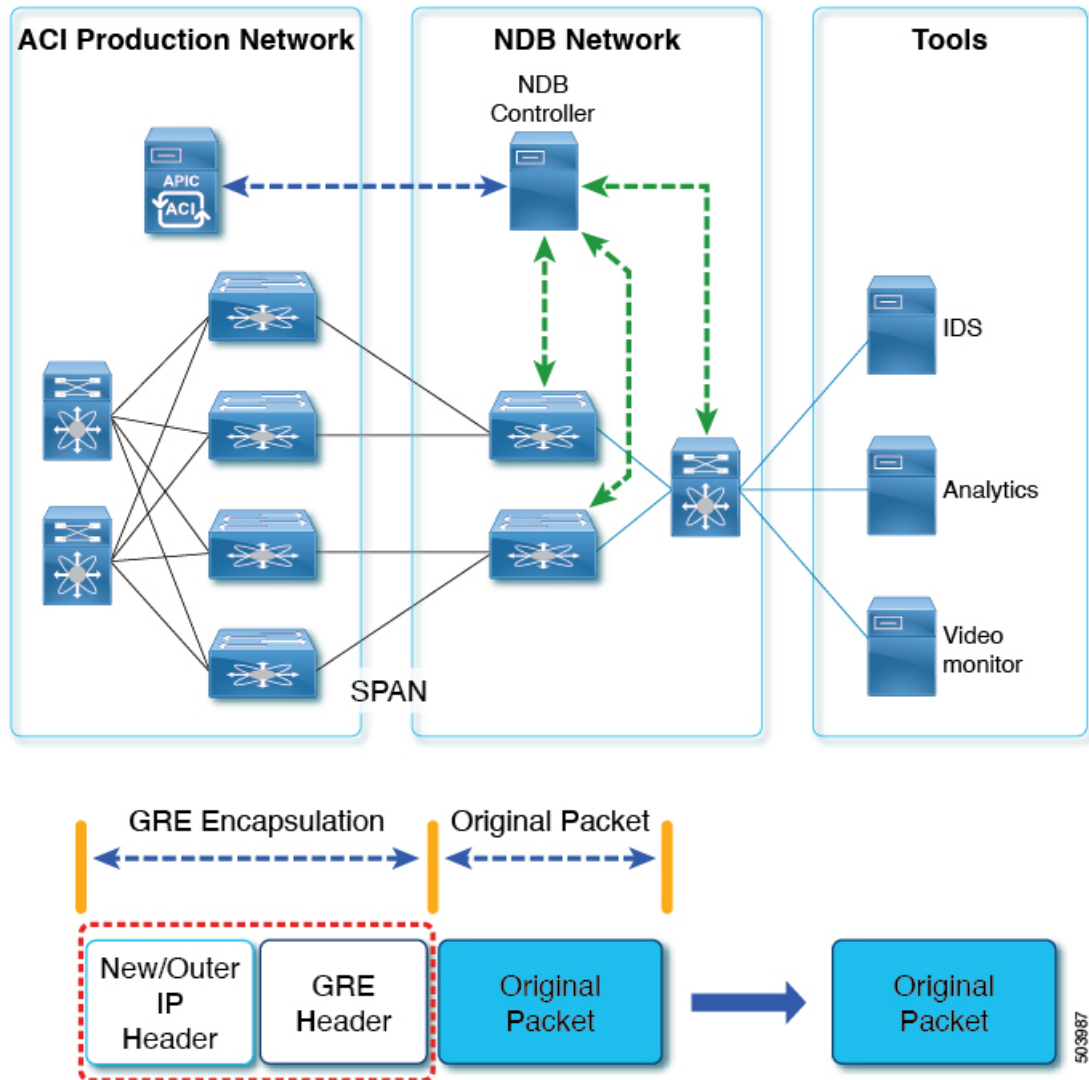 ACI Production Network
NDB Network
Tools
NDB
Controller
APIC
ACI
IDS
Analytics
Video
monitor
SPAN
GRE Encapsulation
Original Packet
New/Outer
IP
Header
GRE
Header
Original
Packet
Original
Packet
503987